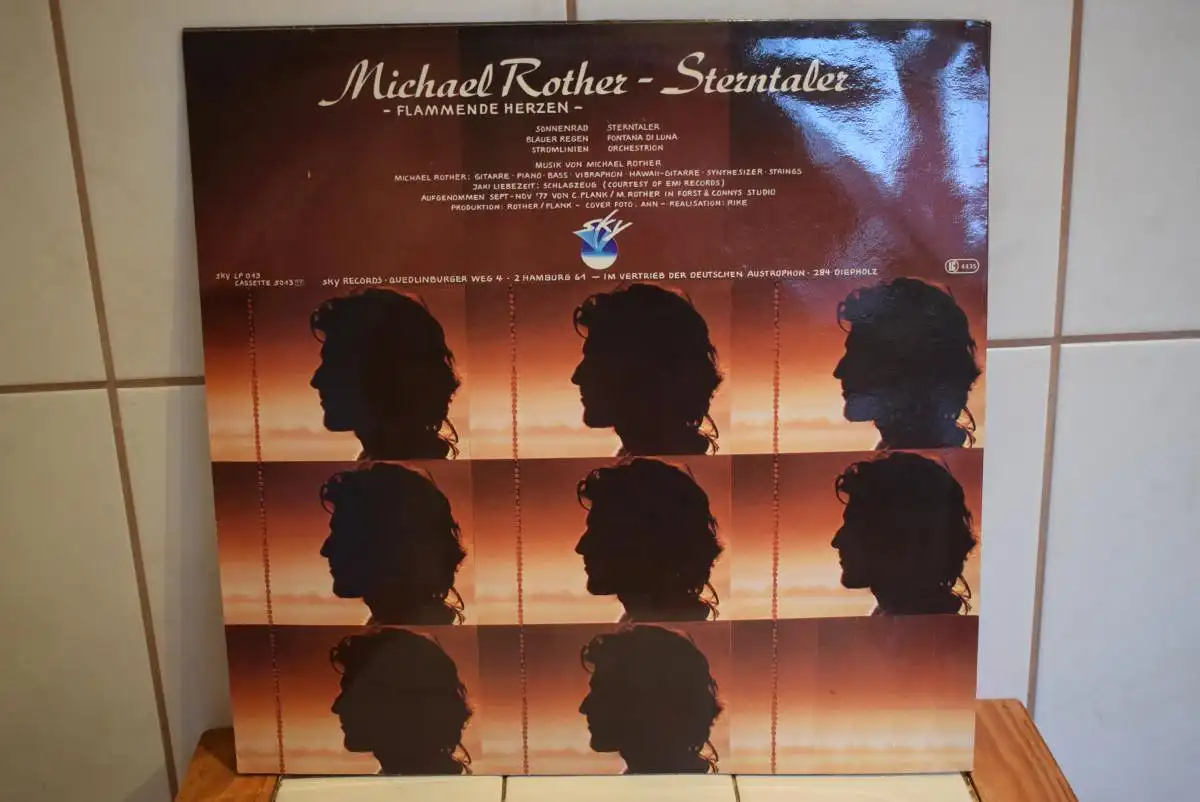 Michael Rother – Sterntaler
- FLAMMENDE HERZEN -
SONNENRAD STERNTALER
BLAUER REGEN FONTANA DI LUNA
STROMLINIEN ORCHESTRION
MUSIK VON MICHAEL ROTHER
MICHAEL ROTHER: GITARRE · PIANO · BASS · VIBRAPHON · HAWAII-GITARRE · SYNTHESIZER · STRINGS
JAKI LIEBEZEIT: SCHLAGZEUG (COURTESY OF EMI RECORDS)
AUFGENOMMEN SEPT-NOV '77 VON C. PLANK / M. ROTHER IN FORST & CONNYS STUDIO
PRODUKTION: ROTHER / PLANK – COVER FOTO: ANN – REALISATION: RIKE
sky
SKY LP 013
CASSETTE 5013
SKY RECORDS · QUEDLINBURGER WEG 4 · 2 HAMBURG 61 — IM VERTRIEB DER DEUTSCHEN AUSTROPHON · 284 DIEPHOLZ
4435